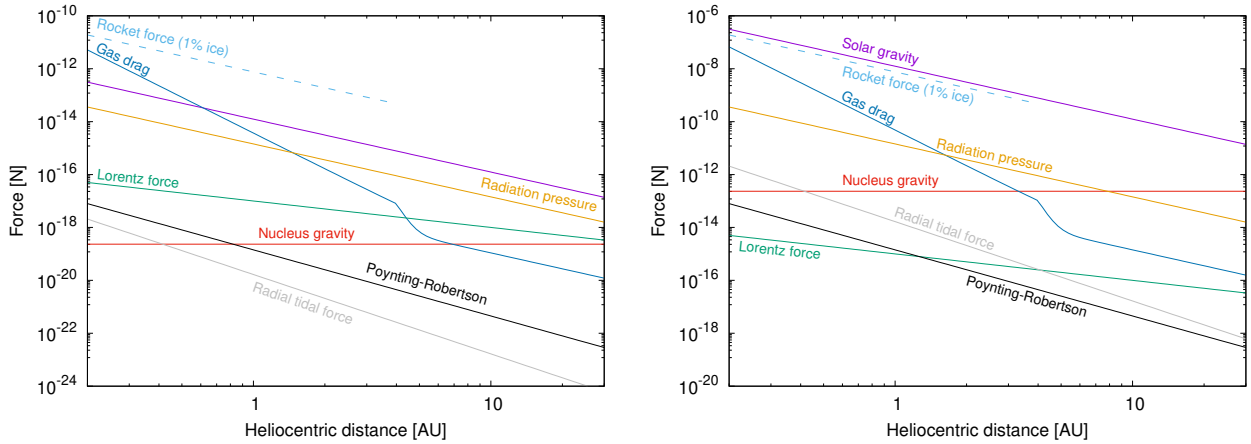 10^-10
10^-12
10^-14
10^-16
10^-18
10^-20
10^-22
10^-24
Force [N]
Rocket force (1% ice)
Gas drag
Lorentz force
Radiation pressure
Nucleus gravity
Poynting-Robertson
Radial tidal force
1 10
Heliocentric distance [AU]
10^-6
10^-8
10^-10
10^-12
10^-14
10^-16
10^-18
10^-20
Force [N]
Solar gravity
Rocket force (1% ice)
Gas drag
Radiation pressure
Nucleus gravity
Radial tidal force
Lorentz force
Poynting-Robertson
1 10
Heliocentric distance [AU]